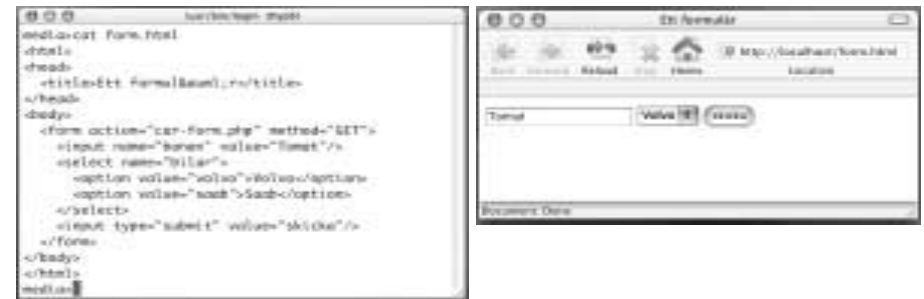 media>cat form.html
<html>
<head>
<title>Ett formul&auml;r</title>
</head>
<body>
<form action="car-form.php" method="GET">
<input name="bonen" value="Tomat"/>
<select name="bilar">
<option value="volvo">Volvo</option>
<option value="saab">Saab</option>
</select>
<input type="submit" value="Skicka"/>
</form>
</body>
</html>
media>
Ett formulär
Back Forward Reload Stop Home
http://localhost/form.html
Location
Tomat Volvo
Document: Done